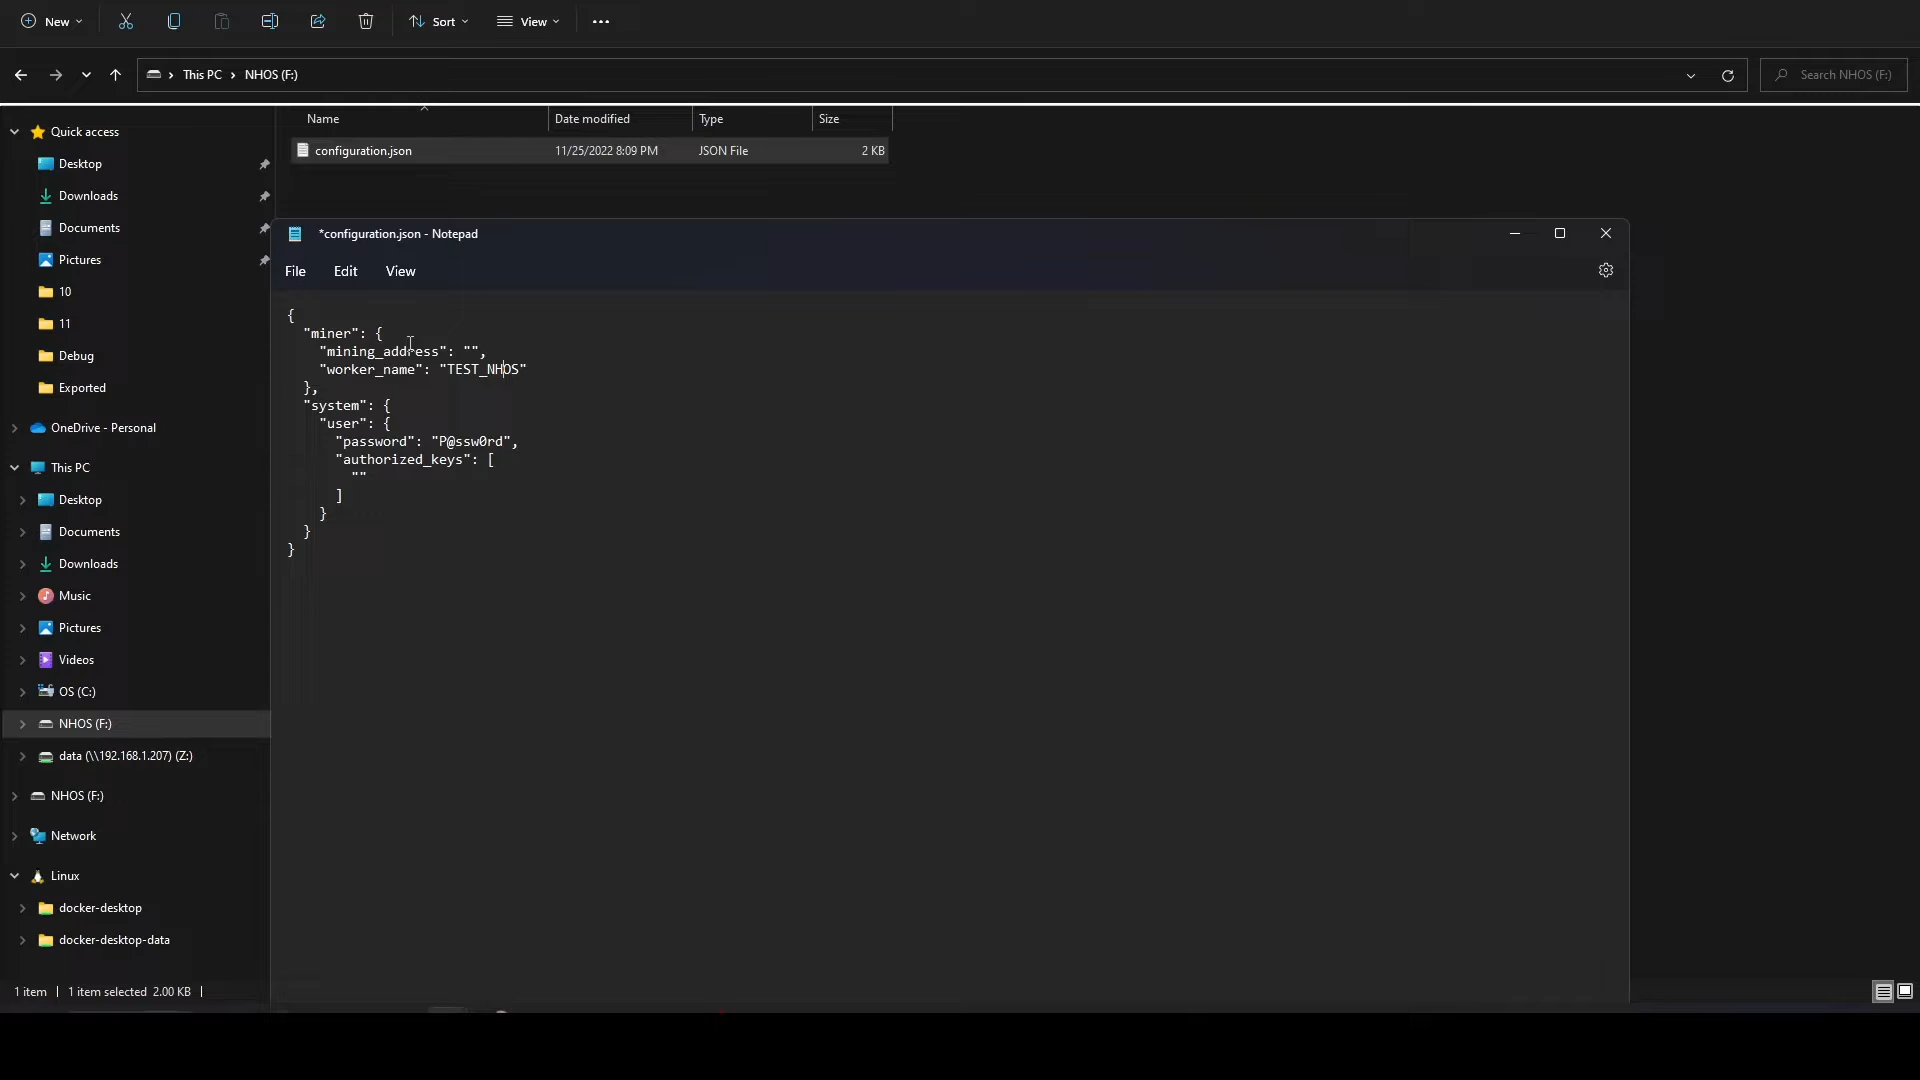 New
Sort
View
This PC
NHOS (F:)
Search NHOS (F:)
Name
Date modified
Type
Size
configuration.json
11/25/2022 8:09 PM
JSON File
2 KB
Quick access
Desktop
Downloads
Documents
Pictures
10
11
Debug
Exported
OneDrive - Personal
This PC
Desktop
Documents
Downloads
Music
Pictures
Videos
OS (C:)
NHOS (F:)
data (\\192.168.1.207) (Z:)
NHOS (F:)
Network
Linux
docker-desktop
docker-desktop-data
*configuration.json - Notepad
File
Edit
View
{
"miner": {
"mining_address": "",
"worker_name": "TEST_NHOS"
},
"system": {
"user": {
"password": "P@ssw0rd",
"authorized_keys": [
""
]
}
}
}
1 item
1 item selected 2.00 KB